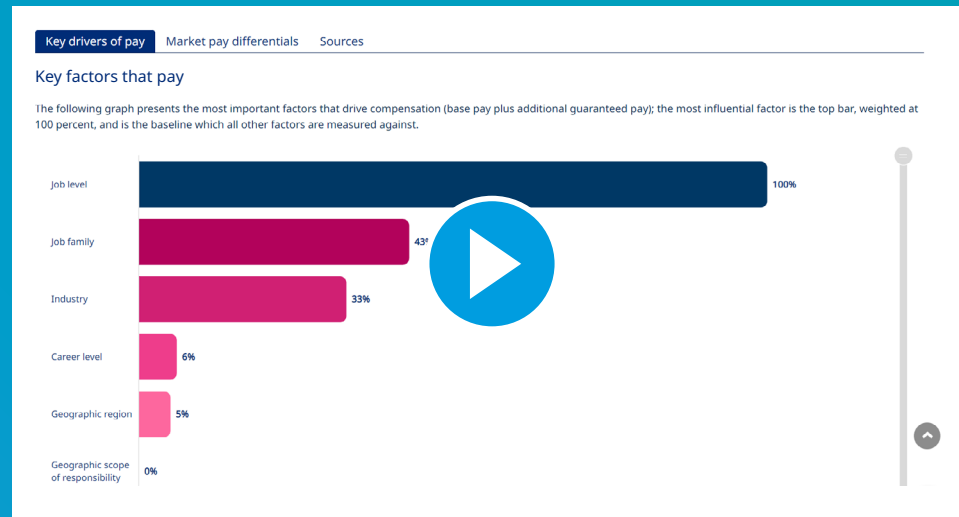 Key drivers of pay Market pay differentials Sources
Key factors that pay
The following graph presents the most important factors that drive compensation (base pay plus additional guaranteed pay); the most influential factor is the top bar, weighted at
100 percent, and is the baseline which all other factors are measured against.
Job level 100%
Job family 43
Industry 33%
Career level 6%
Geographic region 5%
Geographic scope
of responsibility 0%